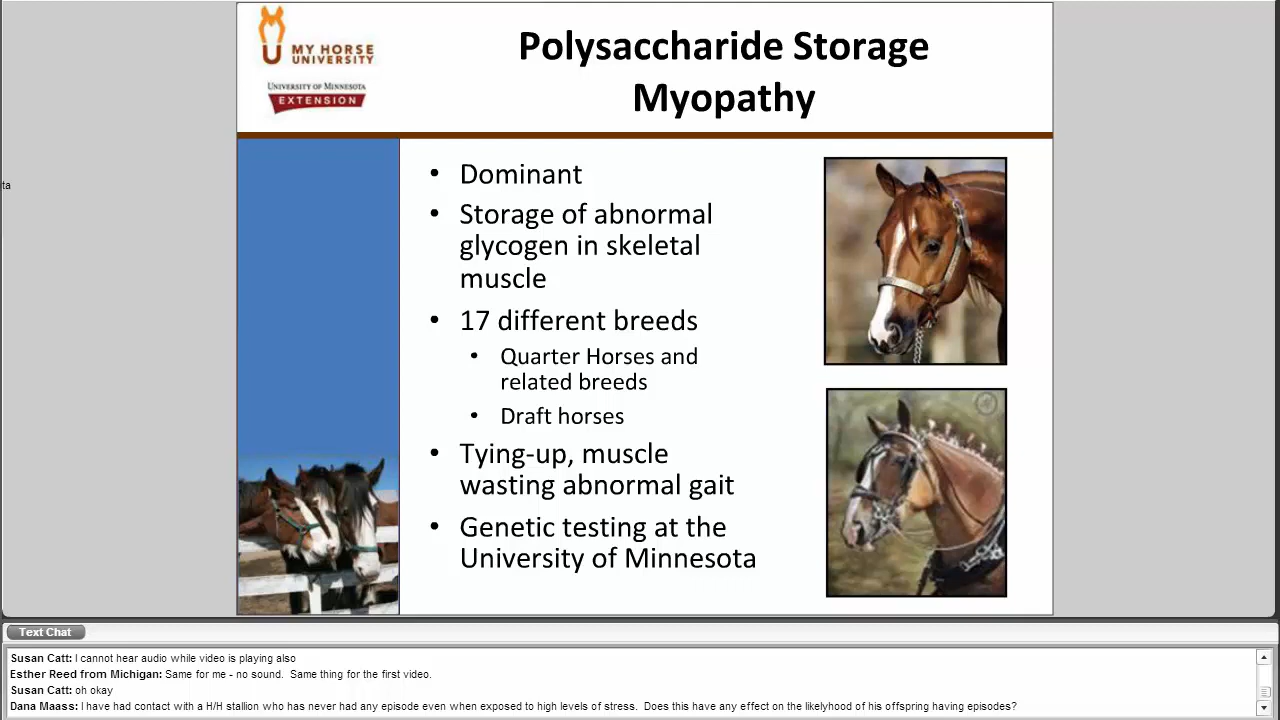 MY HORSE
UNIVERSITY
UNIVERSITY OF MINNESOTA
EXTENSION
Polysaccharide Storage
Myopathy
ta
• Dominant
• Storage of abnormal
glycogen in skeletal
muscle
• 17 different breeds
• Quarter Horses and
related breeds
• Draft horses
• Tying-up, muscle
wasting abnormal gait
• Genetic testing at the
University of Minnesota
Text Chat
Susan Catt: I cannot hear audio while video is playing also
Esther Reed from Michigan: Same for me - no sound.  Same thing for the first video.
Susan Catt: oh okay
Dana Maass: I have had contact with a H/H stallion who has never had any episode even when exposed to high levels of stress.  Does this have any effect on the likelyhood of his offspring having episodes?